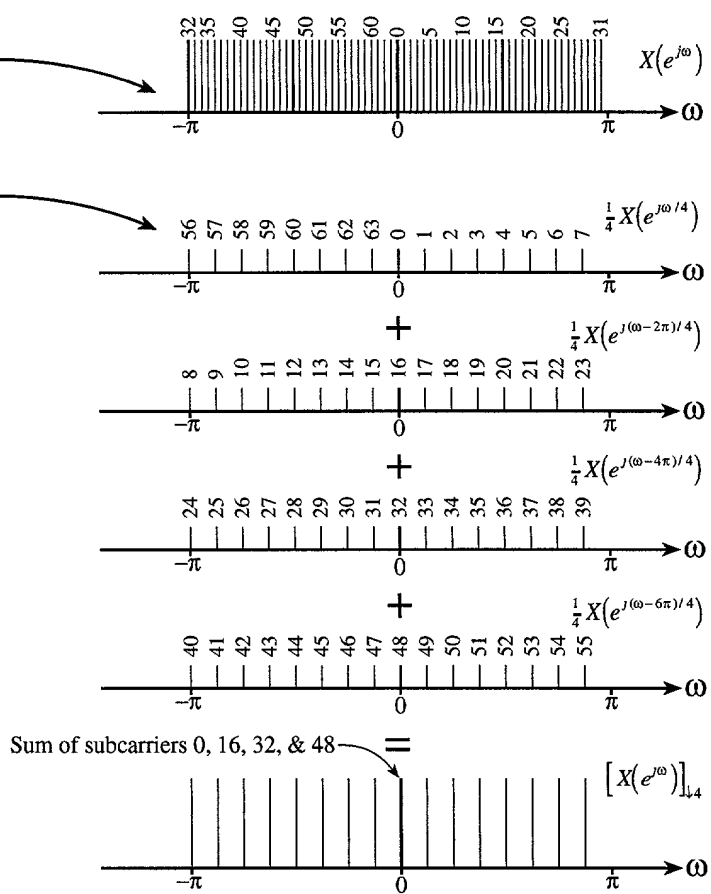 32 35 40 45 50 55 60 0 5 10 15 20 25 31
X(e^{jω})
−π 0 π ω
1/4 X(e^{jω/4})
56 57 58 59 60 61 62 63 0 1 2 3 4 5 6 7
−π 0 π ω
+
1/4 X(e^{j(ω−2π)/4})
8 9 10 11 12 13 14 15 16 17 18 19 20 21 22 23
−π 0 π ω
+
1/4 X(e^{j(ω−4π)/4})
24 25 26 27 28 29 30 31 32 33 34 35 36 37 38 39
−π 0 π ω
+
1/4 X(e^{j(ω−6π)/4})
40 41 42 43 44 45 46 47 48 49 50 51 52 53 54 55
−π 0 π ω
Sum of subcarriers 0, 16, 32, & 48 =
[X(e^{jω})]↓4
−π 0 π ω